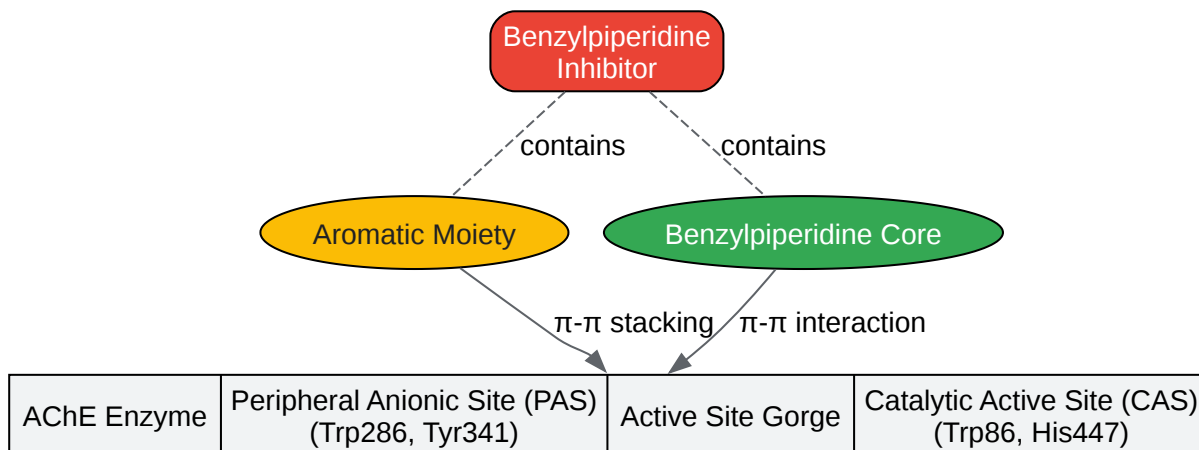 Benzylpiperidine
Inhibitor
contains
contains
Aromatic Moiety
Benzylpiperidine Core
π-π stacking
π-π interaction
AChE Enzyme
Peripheral Anionic Site (PAS)
(Trp286, Tyr341)
Active Site Gorge
Catalytic Active Site (CAS)
(Trp86, His447)